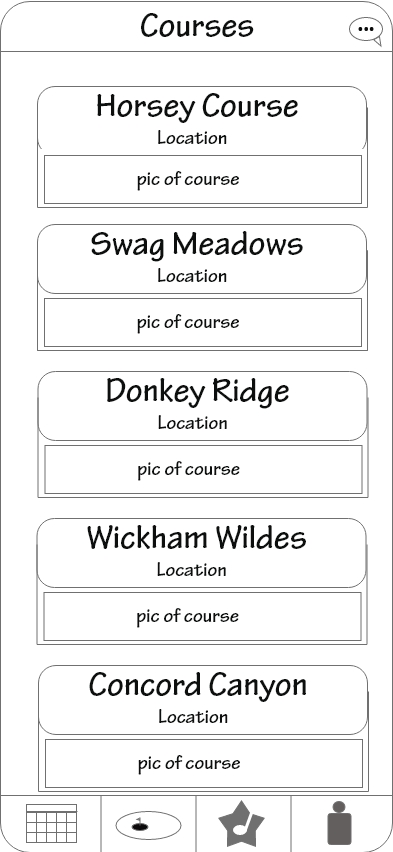 Courses
Horsey Course
Location
pic of course
Swag Meadows
Location
pic of course
Donkey Ridge
Location
pic of course
Wickham Wildes
Location
pic of course
Concord Canyon
Location
pic of course